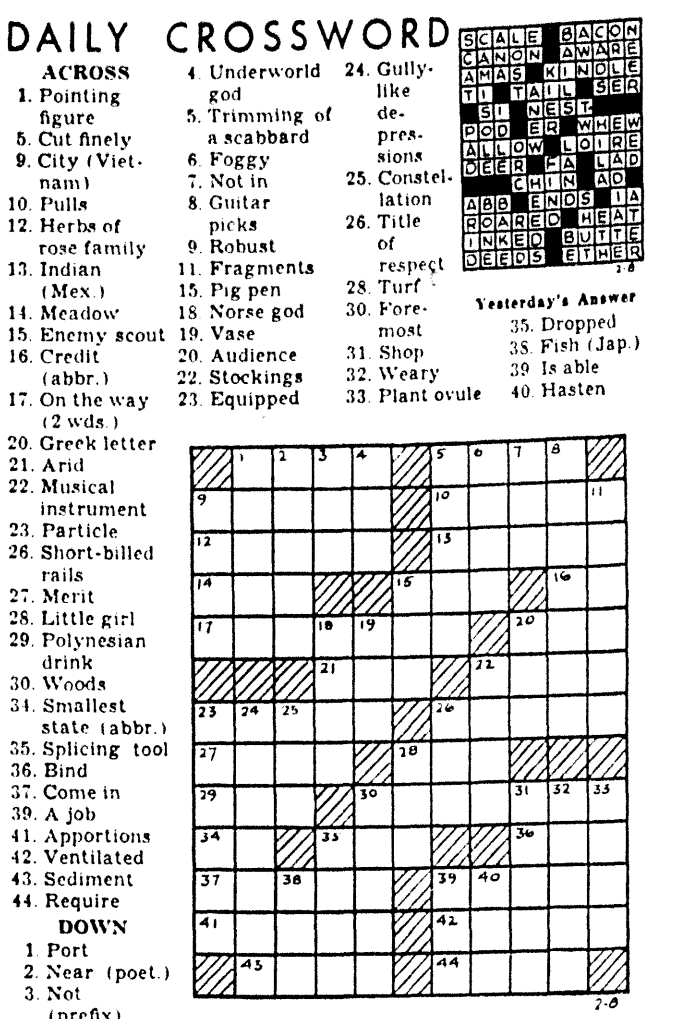 DAILY CROSSWORD
ACROSS
1. Pointing
figure
5. Cut finely
9. City (Viet-
nam)
10. Pulls
12. Herbs of
rose family
13. Indian
(Mex.)
14. Meadow
15. Enemy scout
16. Credit
(abbr.)
17. On the way
(2 wds.)
20. Greek letter
21. Arid
22. Musical
instrument
23. Particle
26. Short-billed
rails
27. Merit
28. Little girl
29. Polynesian
drink
30. Woods
34. Smallest
state (abbr.)
35. Splicing tool
36. Bind
37. Come in
39. A job
41. Apportions
42. Ventilated
43. Sediment
44. Require
DOWN
1. Port
2. Near (poet.)
3. Not
(prefix)
4. Underworld
god
5. Trimming of
a scabbard
6. Foggy
7. Not in
8. Guitar
picks
9. Robust
11. Fragments
15. Pig pen
18. Norse god
19. Vase
20. Audience
22. Stockings
23. Equipped
24. Gully-
like
de-
pres-
sions
25. Constel-
lation
26. Title
of
respect
28. Turf
30. Fore-
most
31. Shop
32. Weary
33. Plant ovule
SCALE BACON
CANON AWARE
AMAS KINDLE
TI TAIL SER
SI NEST
POD ER WHEW
ALLOW LOIRE
DEER FA LAD
CHIN AD
ABB ENDS IA
ROARED HEAT
INKED BUTTE
DEEDS ETHER
2-8
Yesterday's Answer
35. Dropped
38. Fish (Jap.)
39. Is able
40. Hasten
1 2 3 4 5 6 7 8
9 10 11
12 13
14 15 16
17 18 19 20
21 22
23 24 25 26
27 28
29 30 31 32 33
34 35 36
37 38 39 40
41 42
43 44
2-8